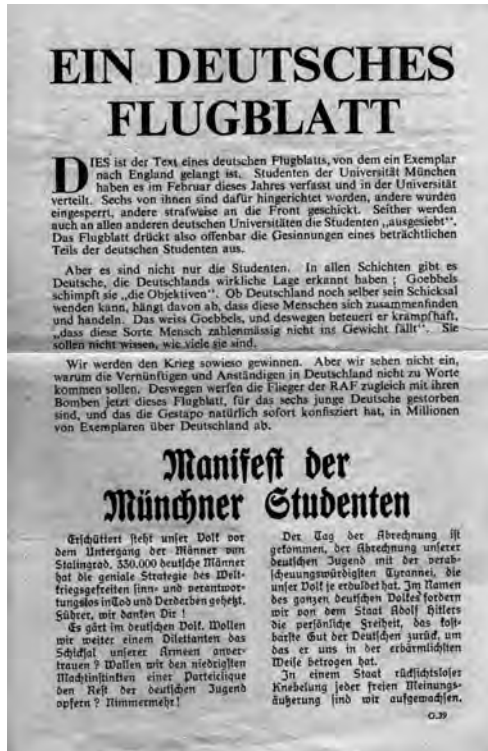 EIN DEUTSCHES
FLUGBLATT
DIES ist der Text eines deutschen Flugblatts, von dem ein Exemplar
nach England gelangt ist. Studenten der Universität München
haben es im Februar dieses Jahres verfasst und in der Universität
verteilt. Sechs von ihnen sind dafür hingerichtet worden, andere wurden
eingesperrt, andere strafweise an die Front geschickt. Seither werden
auch an allen anderen deutschen Universitäten die Studenten „ausgesiebt“.
Das Flugblatt drückt also offenbar die Gesinnungen eines beträchtlichen
Teils der deutschen Studenten aus.
Aber es sind nicht nur die Studenten. In allen Schichten gibt es
Deutsche, die Deutschlands wirkliche Lage erkannt haben ; Goebbels
schimpft sie „die Objektiven“. Ob Deutschland noch selber sein Schicksal
wenden kann, hängt davon ab, dass diese Menschen sich zusammenfinden
und handeln. Das weiss Goebbels, und deswegen beteuert er krampfhaft,
„dass diese Sorte Mensch zahlenmässig nicht ins Gewicht fällt“. Sie
sollen nicht wissen, wie viele sie sind.
Wir werden den Krieg sowieso gewinnen. Aber wir sehen nicht ein,
warum die Vernünftigen und Anständigen in Deutschland nicht zu Worte
kommen sollen. Deswegen werfen die Flieger der RAF zugleich mit ihren
Bomben jetzt dieses Flugblatt, für das sechs junge Deutsche gestorben
sind, und das die Gestapo natürlich sofort konfisziert hat, in Millionen
von Exemplaren über Deutschland ab.
Manifest der
Münchner Studenten
Erschüttert steht unser Volk vor
dem Untergang der Männer von
Stalingrad. 330.000 deutsche Männer
hat die geniale Strategie des Welt-
kriegsgefreiten sinn- und verantwor-
tungslos in Tod und Verderben gehetzt.
Führer, wir danken Dir !
Es gärt im deutschen Volk. Wollen
wir weiter einem Dilettanten das
Schicksal unserer Armeen anver-
trauen ? Wollen wir den niedrigsten
Machtinstinkten einer Parteiclique
den Rest der deutschen Jugend
opfern ? Nimmermehr !
Der Tag der Abrechnung ist
gekommen, der Abrechnung unserer
deutschen Jugend mit der verab-
scheuungswürdigsten Tyrannei, die
unser Volk je erduldet hat. Im Namen
des ganzen deutschen Volkes fordern
wir von dem Staat Adolf Hitlers
die persönliche Freiheit, das kost-
barste Gut der Deutschen zurück, um
das er uns in der erbärmlichsten
Weise betrogen hat.
In einem Staat rücksichtsloser
Knebelung jeder freien Meinungs-
äußerung sind wir aufgewachsen.
G.39